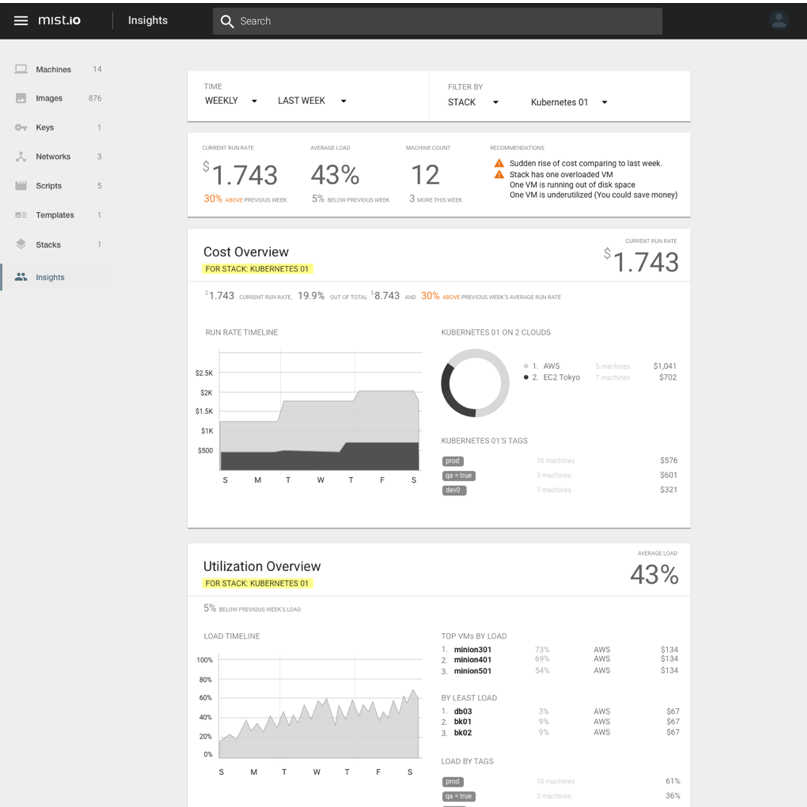 mist.io Insights Search
Machines 14
Images 876
Keys 1
Networks 3
Scripts 5
Templates 1
Stacks 1
Insights
TIME
WEEKLY LAST WEEK
FILTER BY
STACK Kubernetes 01
CURRENT RUN RATE
$1.743
30% ABOVE PREVIOUS WEEK
AVERAGE LOAD
43%
5% BELOW PREVIOUS WEEK
MACHINE COUNT
12
3 MORE THIS WEEK
RECOMMENDATIONS
Sudden rise of cost comparing to last week.
Stack has one overloaded VM
One VM is running out of disk space
One VM is underutilized (You could save money)
Cost Overview
FOR STACK: KUBERNETES 01
CURRENT RUN RATE
$1.743
$1.743 CURRENT RUN RATE, 19.9% OUT OF TOTAL $8.743 AND 30% ABOVE PREVIOUS WEEK'S AVERAGE RUN RATE
RUN RATE TIMELINE
$2.5K
$2K
$1.5K
$1K
$500
S M T W T F S
KUBERNETES 01 ON 2 CLOUDS
1. AWS 5 machines $1,041
2. EC2 Tokyo 7 machines $702
KUBERNETES 01'S TAGS
prod 10 machines $576
qa = true 3 machines $601
dev0 7 machines $321
Utilization Overview
FOR STACK: KUBERNETES 01
AVERAGE LOAD
43%
5% BELOW PREVIOUS WEEK'S LOAD
LOAD TIMELINE
100%
80%
60%
40%
20%
0%
S M T W T F S
TOP VMs BY LOAD
1. minion301 73% AWS $134
2. minion401 69% AWS $134
3. minion501 54% AWS $134
BY LEAST LOAD
1. db03 3% AWS $67
2. bk01 9% AWS $67
3. bk02 9% AWS $67
LOAD BY TAGS
prod 10 machines 61%
qa = true 3 machines 36%